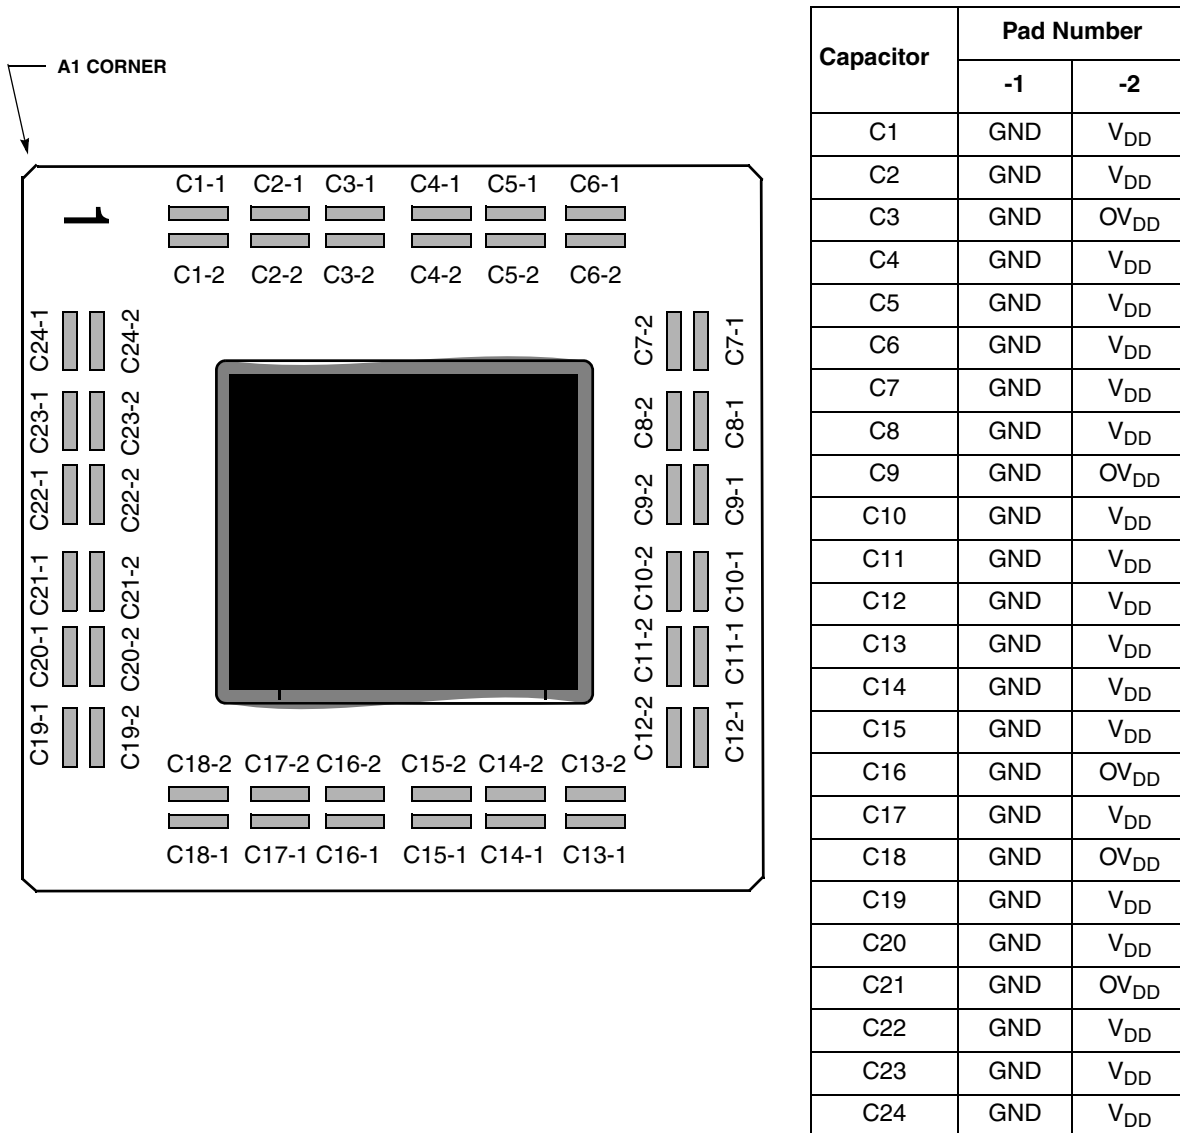 A1 CORNER
1
C1-1 C2-1 C3-1 C4-1 C5-1 C6-1
C1-2 C2-2 C3-2 C4-2 C5-2 C6-2
C24-1 C24-2 C7-2 C7-1
C23-1 C23-2 C8-2 C8-1
C22-1 C22-2 C9-2 C9-1
C21-1 C21-2 C10-2 C10-1
C20-1 C20-2 C11-2 C11-1
C19-1 C19-2 C12-2 C12-1
C18-2 C17-2 C16-2 C15-2 C14-2 C13-2
C18-1 C17-1 C16-1 C15-1 C14-1 C13-1
Capacitor Pad Number
-1 -2
C1 GND VDD
C2 GND VDD
C3 GND OVDD
C4 GND VDD
C5 GND VDD
C6 GND VDD
C7 GND VDD
C8 GND VDD
C9 GND OVDD
C10 GND VDD
C11 GND VDD
C12 GND VDD
C13 GND VDD
C14 GND VDD
C15 GND VDD
C16 GND OVDD
C17 GND VDD
C18 GND OVDD
C19 GND VDD
C20 GND VDD
C21 GND OVDD
C22 GND VDD
C23 GND VDD
C24 GND VDD